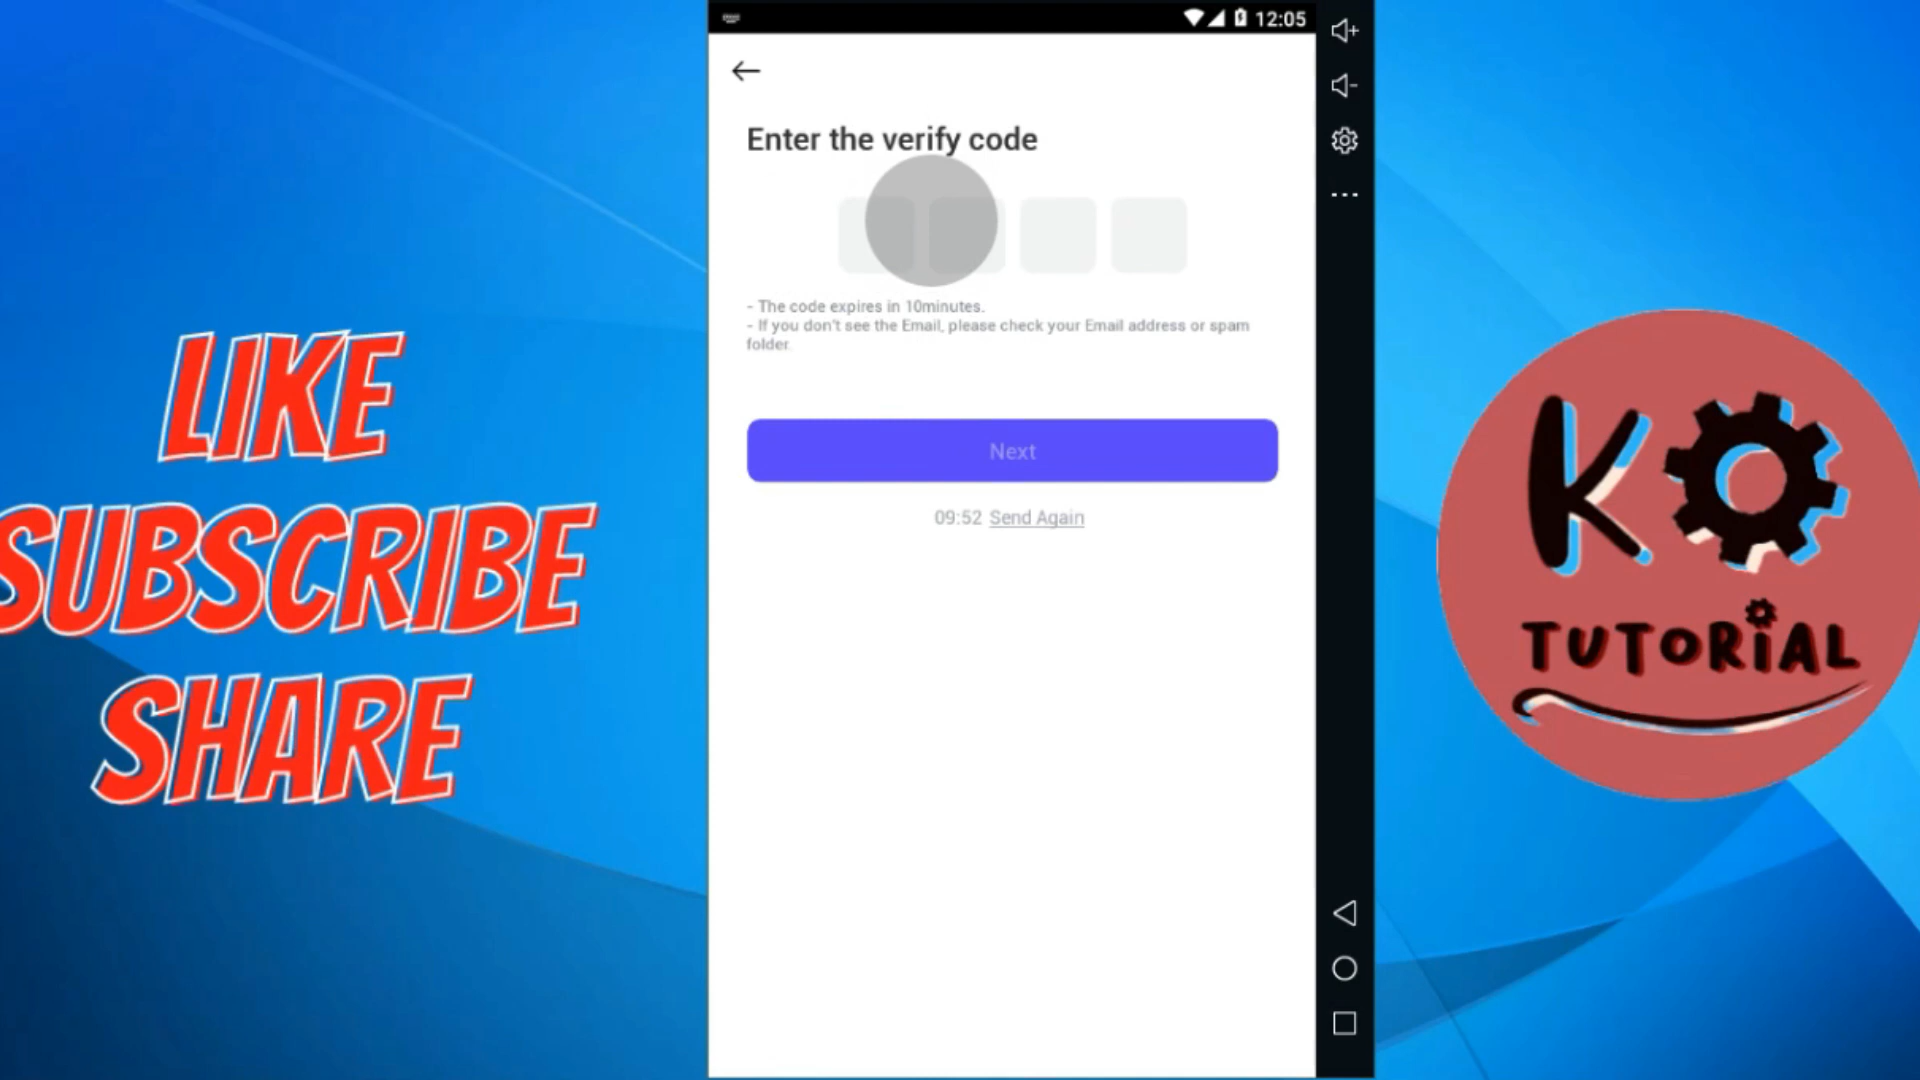 12:05
Enter the verify code
- The code expires in 10minutes.
- If you don't see the Email, please check your Email address or spam
folder.
Next
09:52 Send Again
LIKE
SUBSCRIBE
SHARE
KO
TUTORIAL